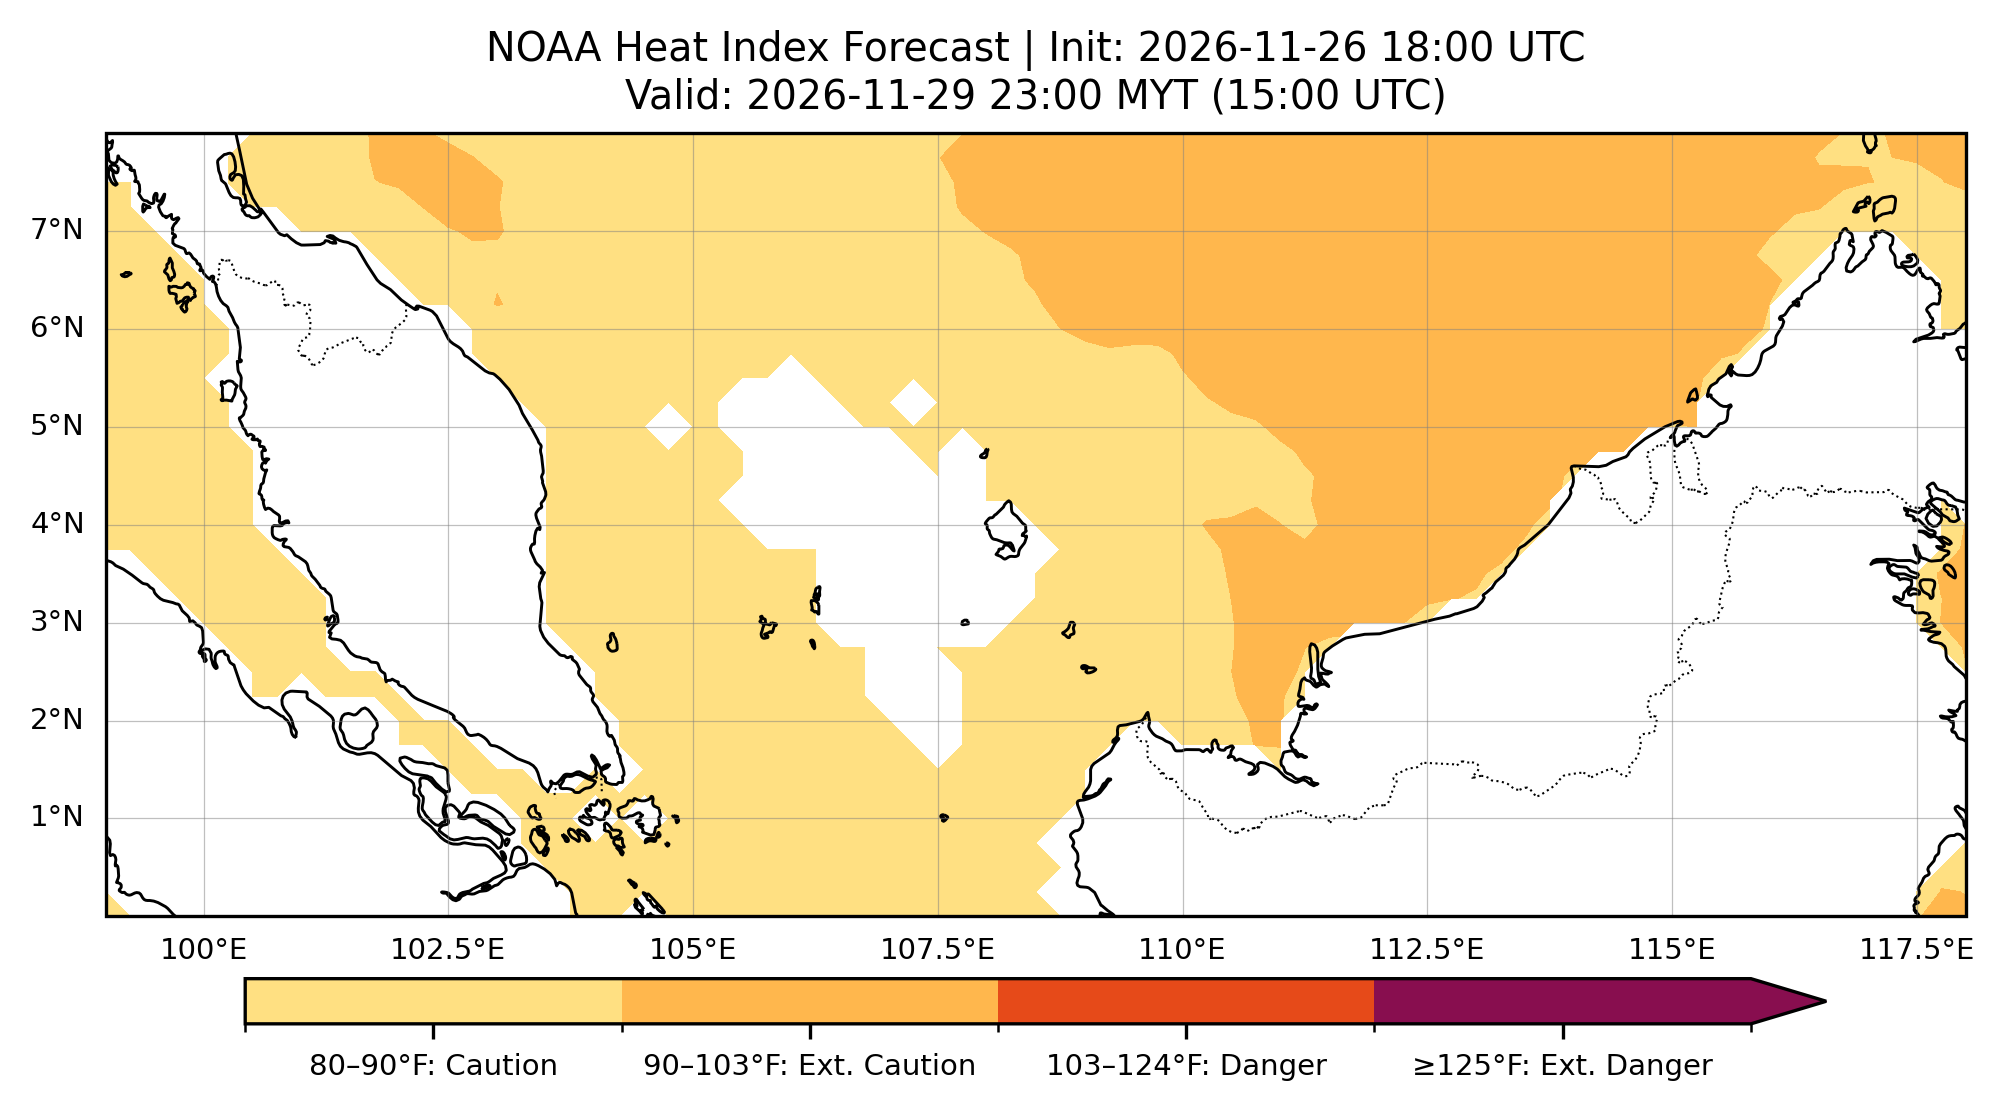 NOAA Heat Index Forecast | Init: 2026-11-26 18:00 UTC
Valid: 2026-11-29 23:00 MYT (15:00 UTC)
7°N
6°N
5°N
4°N
3°N
2°N
1°N
100°E 102.5°E 105°E 107.5°E 110°E 112.5°E 115°E 117.5°E
80–90°F: Caution 90–103°F: Ext. Caution 103–124°F: Danger ≥125°F: Ext. Danger